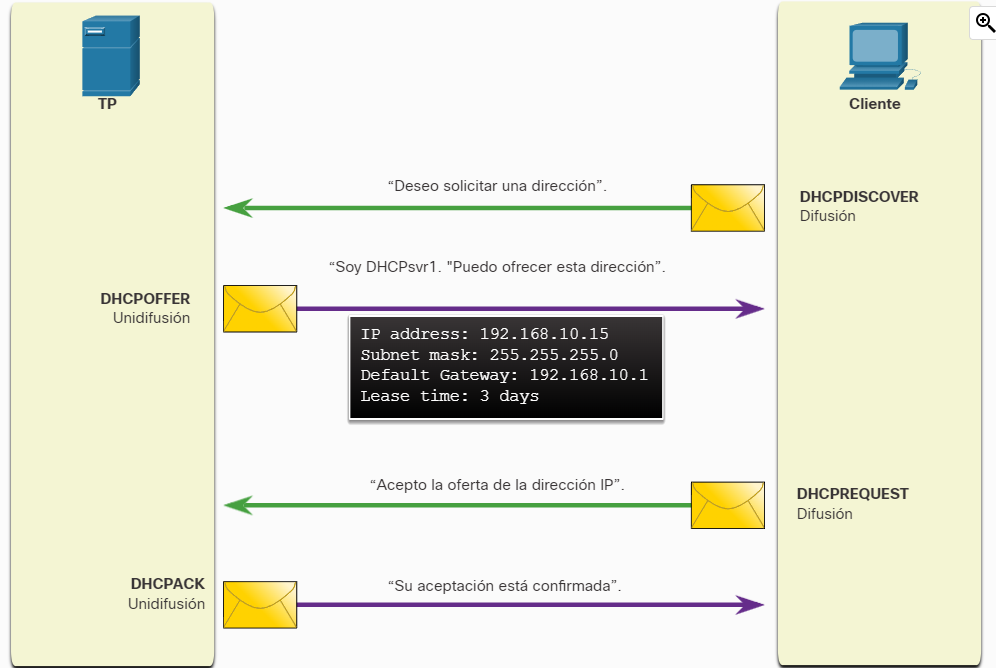 TP
Cliente
“Deseo solicitar una dirección”.
DHCPDISCOVER
Difusión
“Soy DHCPsvr1. "Puedo ofrecer esta dirección”.
DHCPOFFER
Unidifusión
IP address: 192.168.10.15
Subnet mask: 255.255.255.0
Default Gateway: 192.168.10.1
Lease time: 3 days
“Acepto la oferta de la dirección IP”.
DHCPREQUEST
Difusión
DHCPACK
Unidifusión
“Su aceptación está confirmada”.